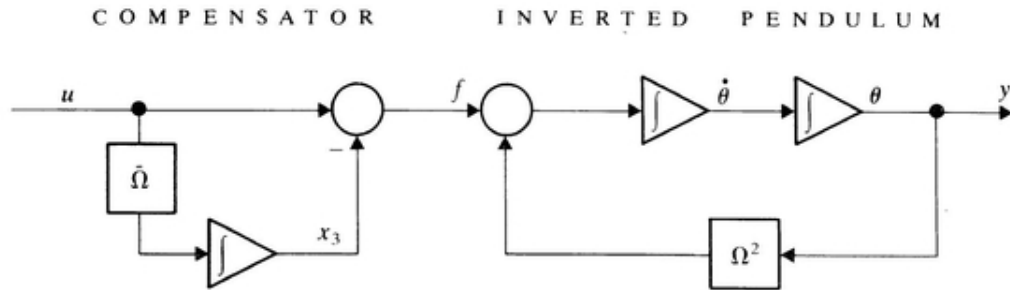 COMPENSATOR INVERTED PENDULUM
u − f ∫ θ̇ ∫ θ y
Ω̄
∫ x₃ Ω²